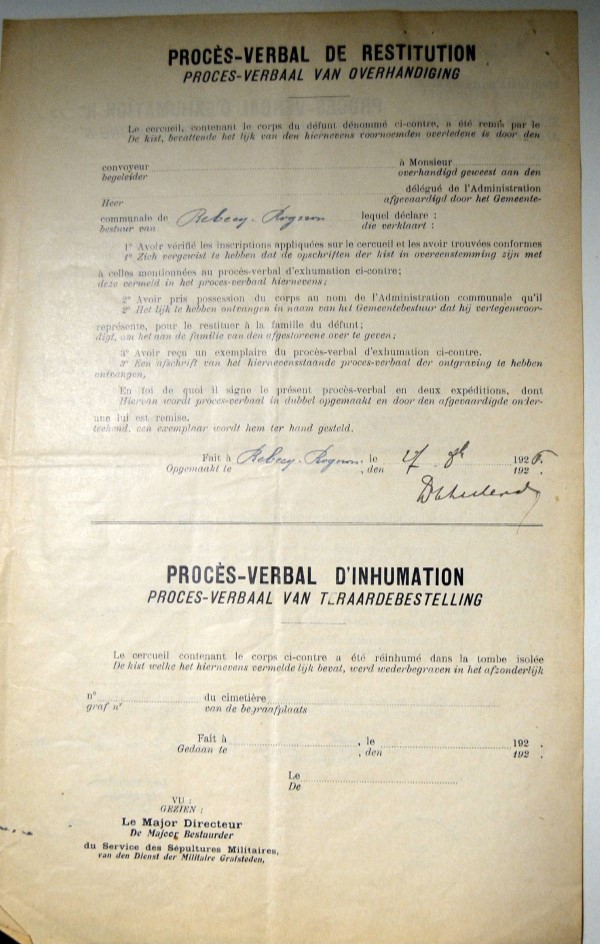 PROCÈS-VERBAL DE RESTITUTION
PROCES-VERBAAL VAN OVERHANDIGING
Le cercueil, contenant le corps du défunt dénommé ci-contre, a été remis par le
De kist, bevattende het lijk van den hiernevens voornoemden overledene is door den
convoyeur à Monsieur
begeleider overhandigd geweest aan den
délégué de l'Administration
Heer afgevaardigd door het Gemeente-
communale de Rebecq-Rognon lequel déclare :
bestuur van die verklaart :
1° Avoir vérifié les inscriptions appliquées sur le cercueil et les avoir trouvées conformes
1° Zich vergewist te hebben dat de opschriften der kist in overeenstemming zijn met
à celles mentionnées au procès-verbal d'exhumation ci-contre;
deze vermeld in het proces-verbaal hiernevens;
2° Avoir pris possession du corps au nom de l'Administration communale qu'il
2° Het lijk te hebben ontvangen in naam van het Gemeentebestuur dat hij vertegenwoor-
représente, pour le restituer à la famille du défunt;
digt, om het aan de familie van den afgestorvene over te geven;
3° Avoir reçu un exemplaire du procès-verbal d'exhumation ci-contre.
3° Een afschrift van het hiernevensstaande proces-verbaal der ontgraving te hebben
ontvangen,
En foi de quoi il signe le présent procès-verbal en deux expéditions, dont
Hiervan wordt proces-verbaal in dubbel opgemaakt en door den afgevaardigde onder-
une lui est remise.
teekend, een exemplaar wordt hem ter hand gesteld.
Fait à Rebecq-Rognon, le 192
Opgemaakt te , den 192 .
PROCÈS-VERBAL D'INHUMATION
PROCES-VERBAAL VAN TERAARDEBESTELLING
Le cercueil contenant le corps ci-contre a été réinhumé dans la tombe isolée
De kist welke het hiernevens vermelde lijk bevat, werd wederbegraven in het afzonderlijk
n° du cimetière
graf n° van de begraafplaats
Fait à , le 192 .
Gedaan te , den 192 .
Le
De
VU :
GEZIEN :
Le Major Directeur
De Majoor Bestuurder
du Service des Sépultures Militaires,
van den Dienst der Militaire Grafsteden,